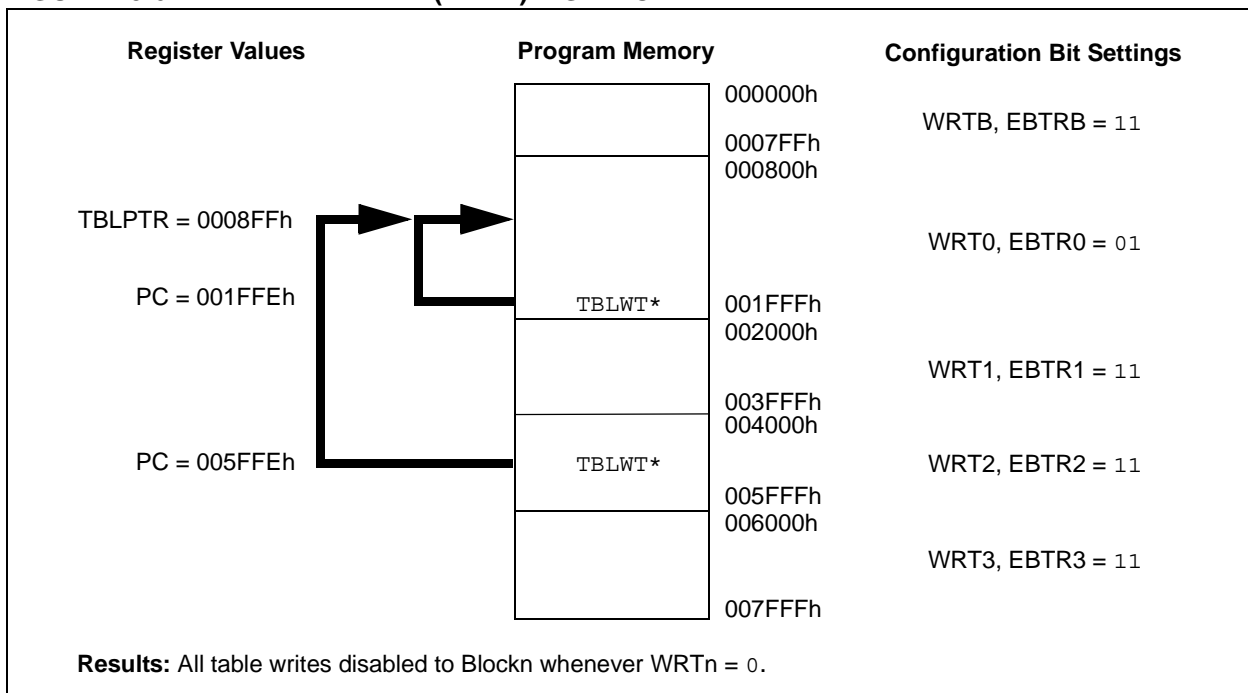 Register Values
Program Memory
Configuration Bit Settings
000000h
WRTB, EBTRB = 11
0007FFh
000800h
TBLPTR = 0008FFh
WRT0, EBTR0 = 01
PC = 001FFEh
TBLWT*
001FFFh
002000h
WRT1, EBTR1 = 11
003FFFh
004000h
PC = 005FFEh
TBLWT*
WRT2, EBTR2 = 11
005FFFh
006000h
WRT3, EBTR3 = 11
007FFFh
Results: All table writes disabled to Blockn whenever WRTn = 0.